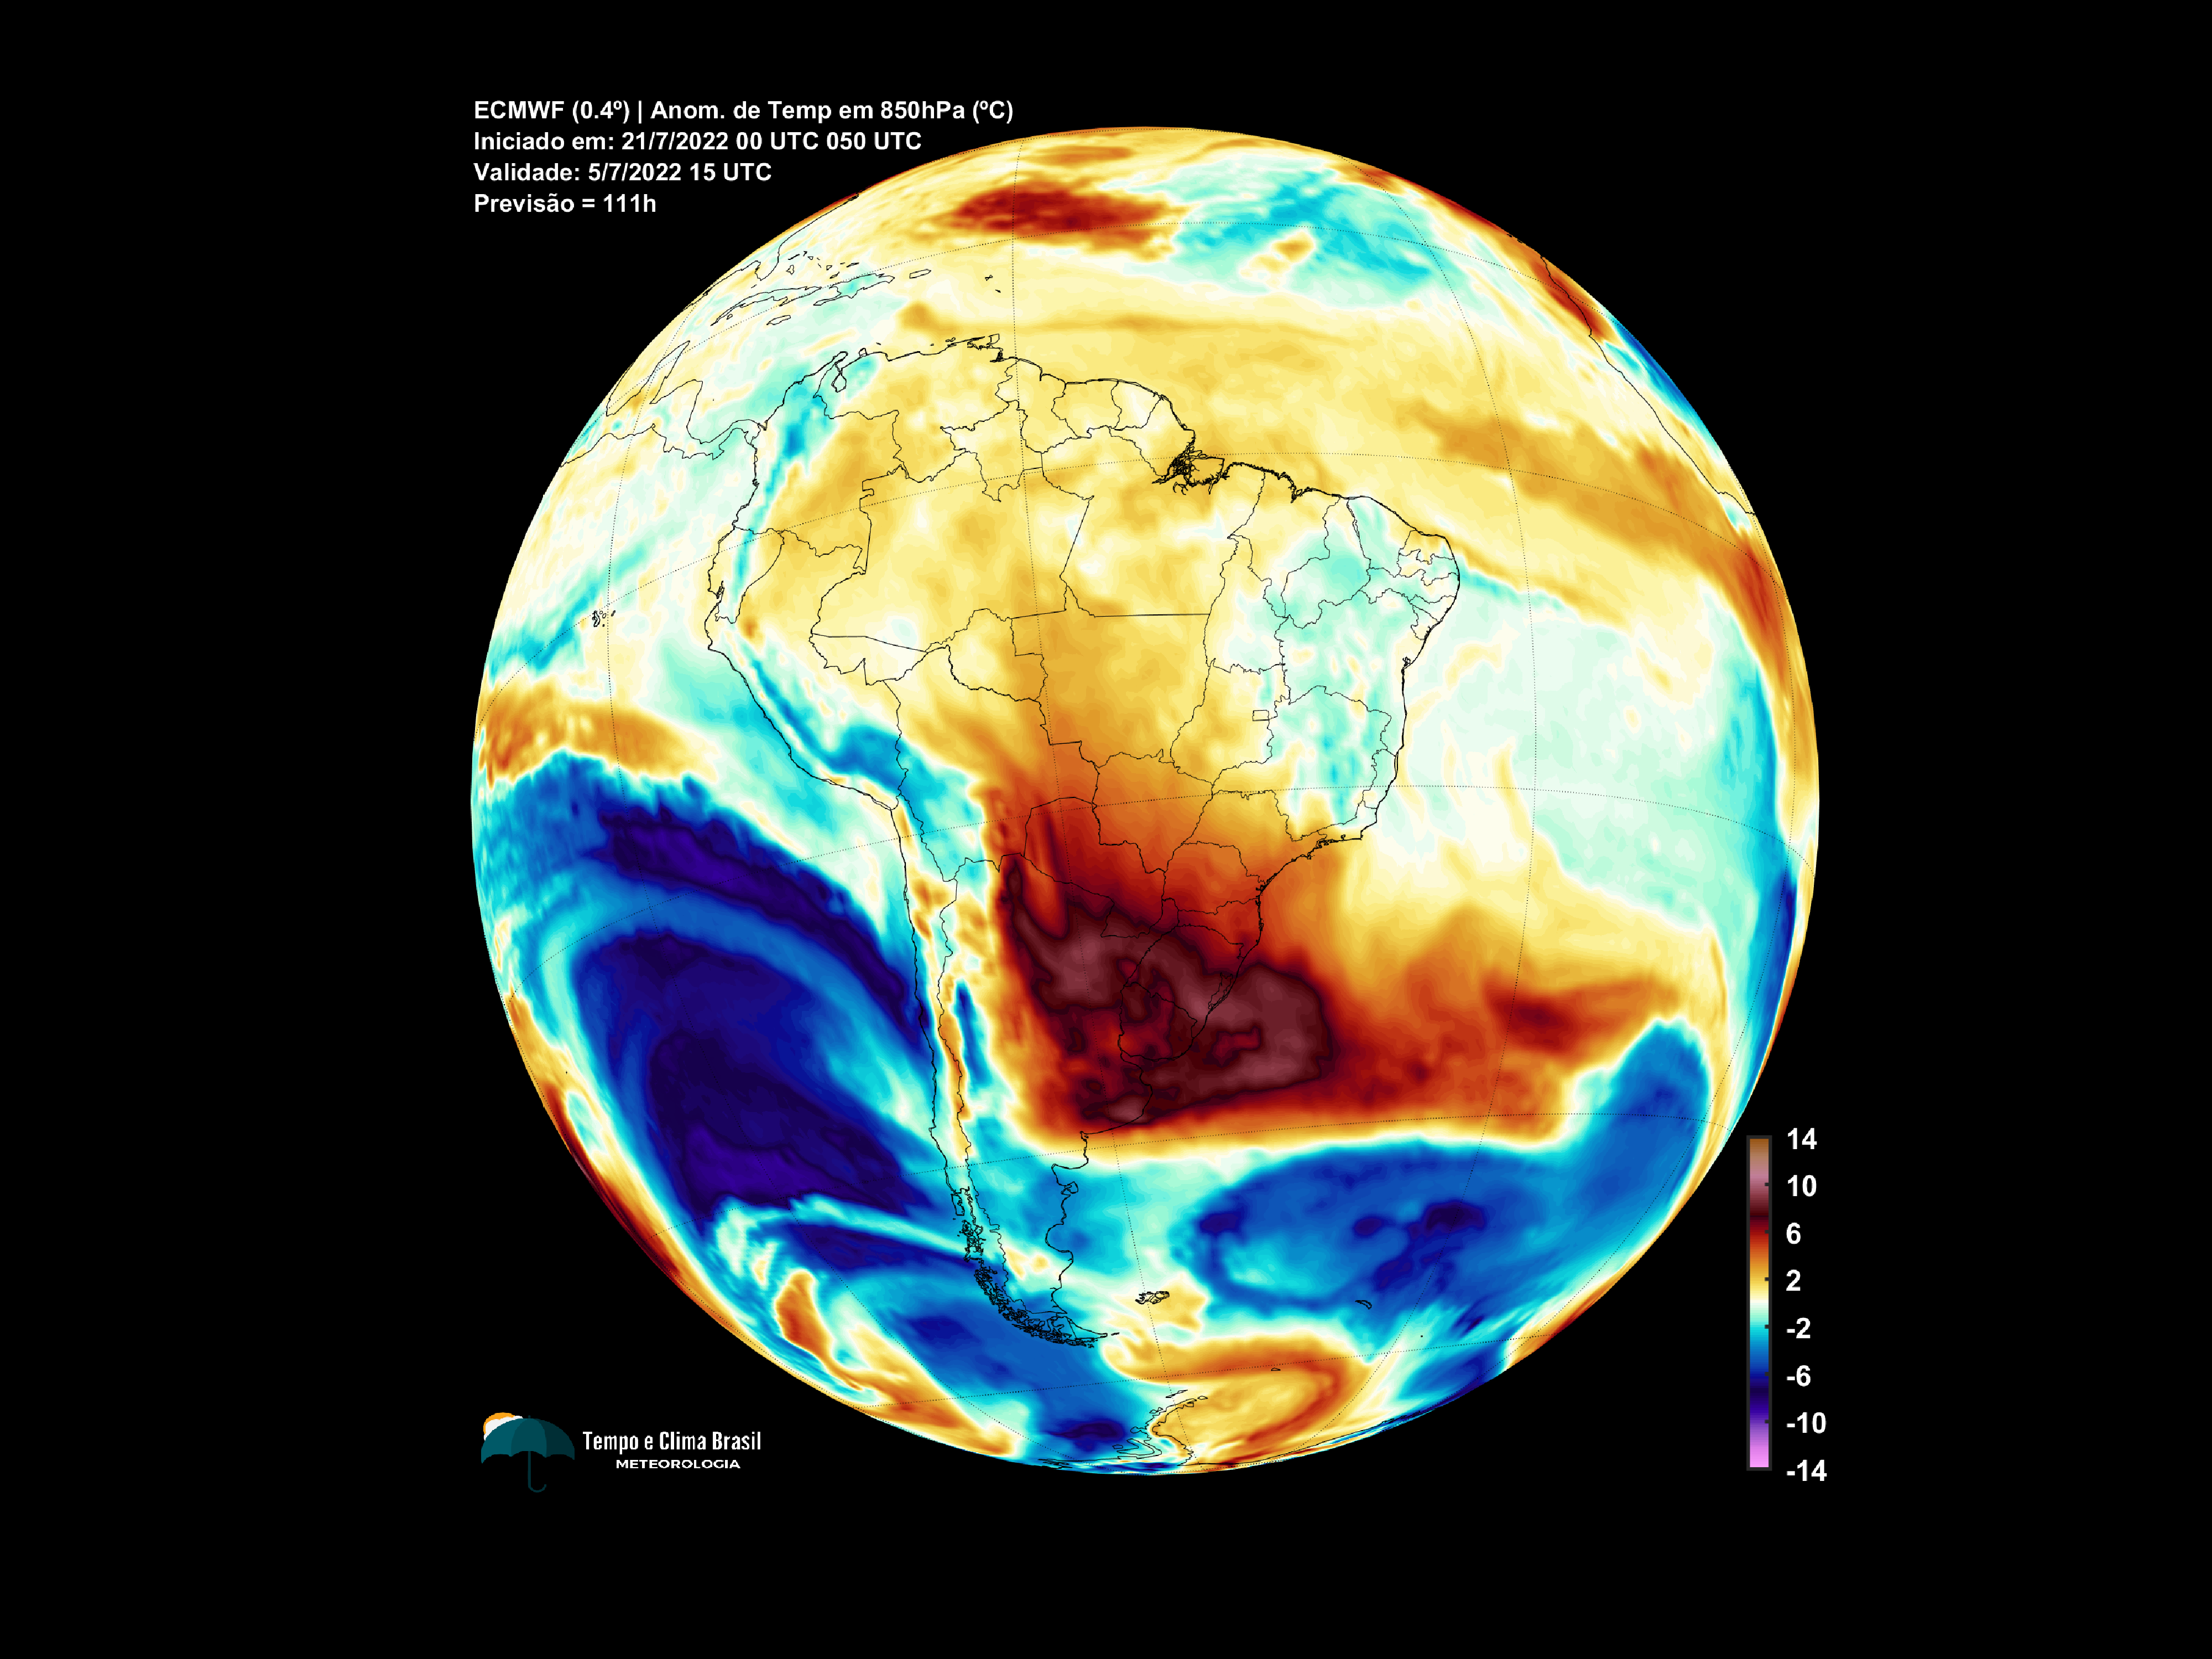 ECMWF (0.4º) | Anom. de Temp em 850hPa (ºC)
Iniciado em: 21/7/2022 00 UTC 050 UTC
Validade: 5/7/2022 15 UTC
Previsão = 111h
14
10
6
2
-2
-6
-10
-14
Tempo e Clima Brasil
METEOROLOGIA